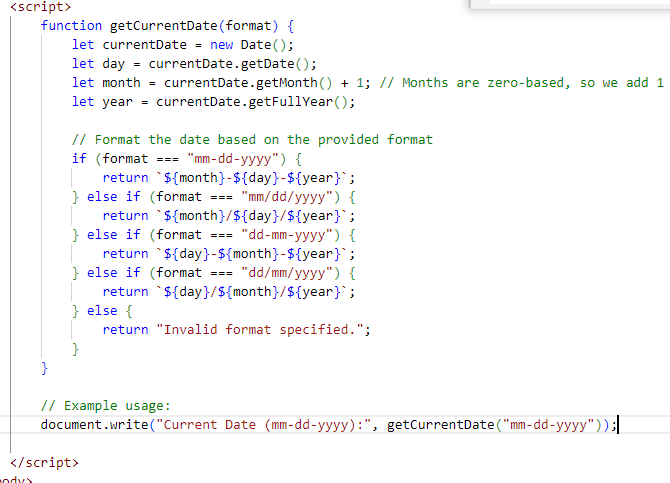 <script>
function getCurrentDate(format) {
let currentDate = new Date();
let day = currentDate.getDate();
let month = currentDate.getMonth() + 1; // Months are zero-based, so we add 1
let year = currentDate.getFullYear();
// Format the date based on the provided format
if (format === "mm-dd-yyyy") {
return `${month}-${day}-${year}`;
} else if (format === "mm/dd/yyyy") {
return `${month}/${day}/${year}`;
} else if (format === "dd-mm-yyyy") {
return `${day}-${month}-${year}`;
} else if (format === "dd/mm/yyyy") {
return `${day}/${month}/${year}`;
} else {
return "Invalid format specified.";
}
}
// Example usage:
document.write("Current Date (mm-dd-yyyy):", getCurrentDate("mm-dd-yyyy"));
</script>
body>